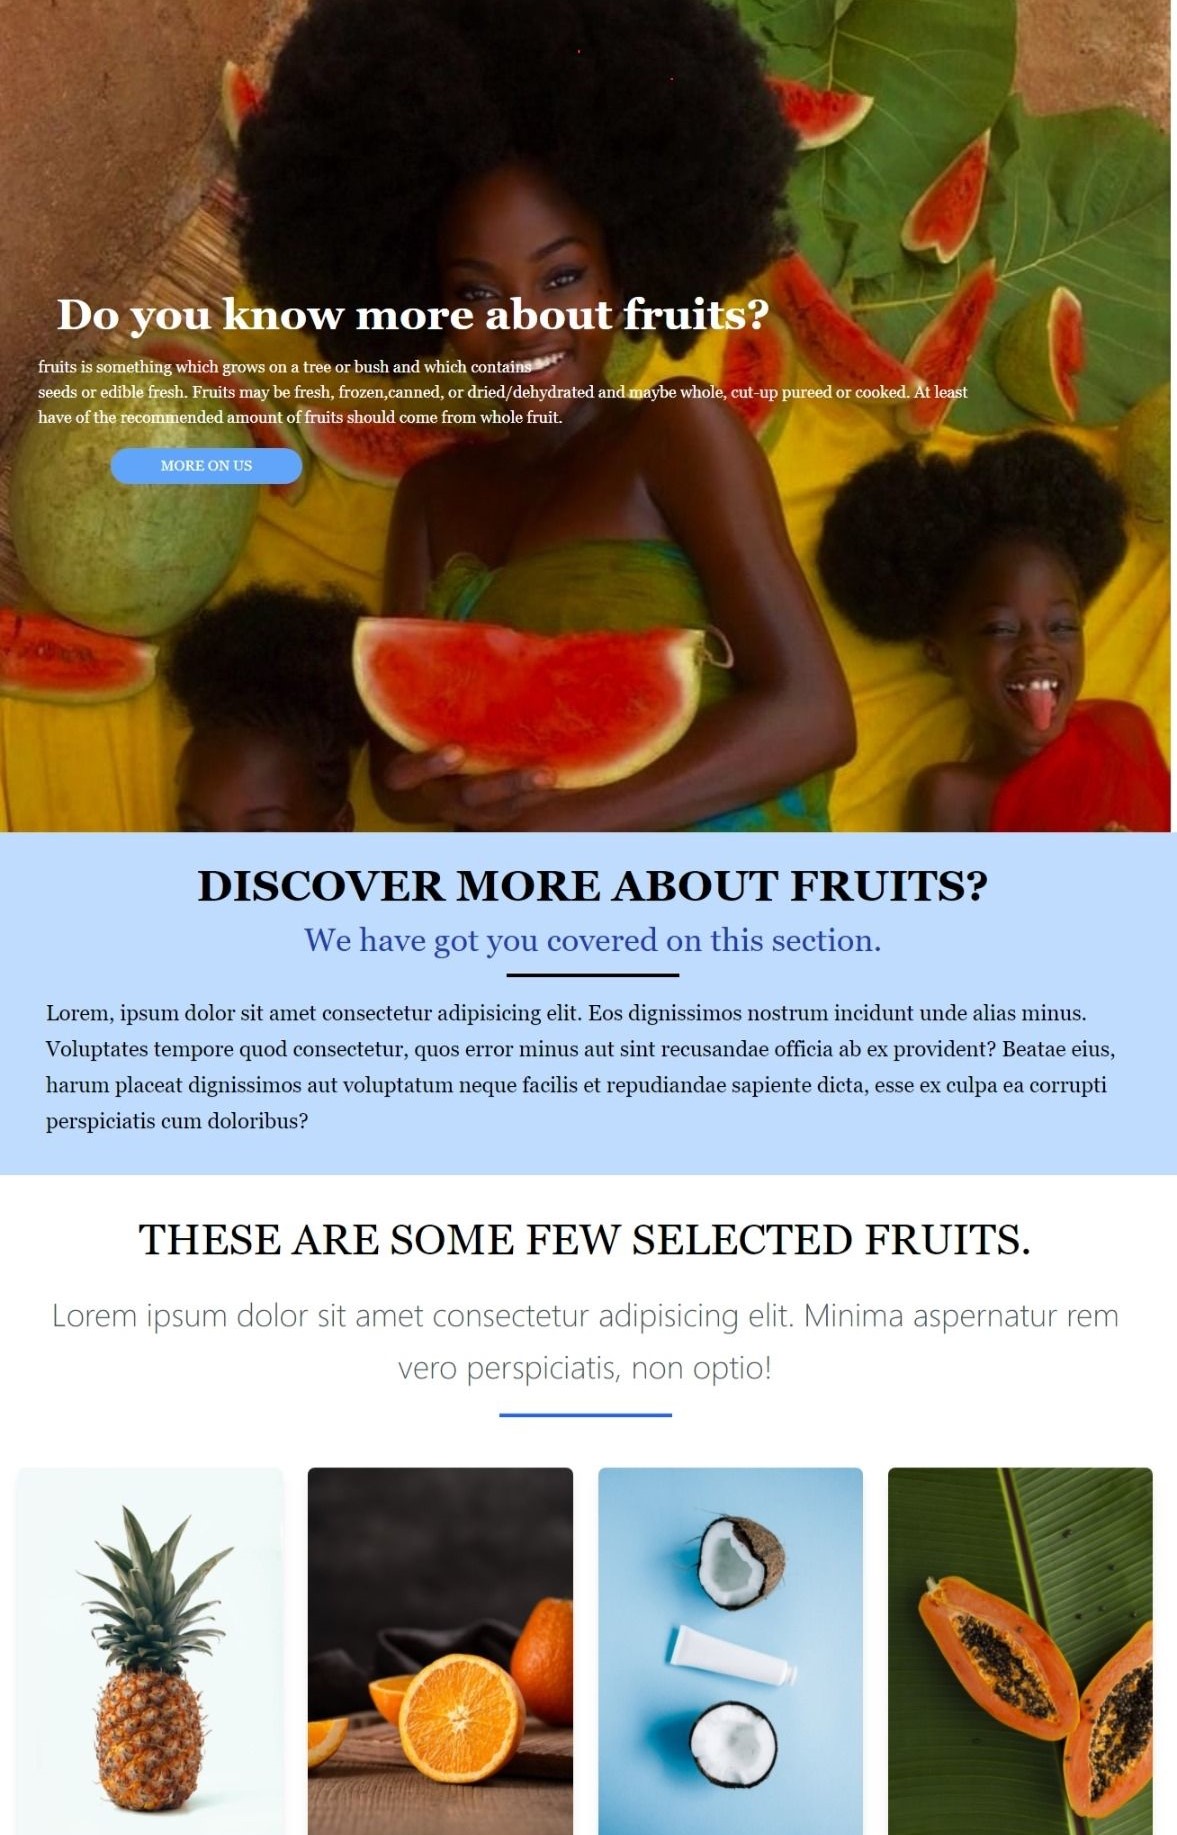 Do you know more about fruits?
fruits is something which grows on a tree or bush and which contains
seeds or edible fresh. Fruits may be fresh, frozen,canned, or dried/dehydrated and maybe whole, cut-up pureed or cooked. At least
have of the recommended amount of fruits should come from whole fruit.
MORE ON US
DISCOVER MORE ABOUT FRUITS?
We have got you covered on this section.
Lorem, ipsum dolor sit amet consectetur adipisicing elit. Eos dignissimos nostrum incidunt unde alias minus.
Voluptates tempore quod consectetur, quos error minus aut sint recusandae officia ab ex provident? Beatae eius,
harum placeat dignissimos aut voluptatum neque facilis et repudiandae sapiente dicta, esse ex culpa ea corrupti
perspiciatis cum doloribus?
THESE ARE SOME FEW SELECTED FRUITS.
Lorem ipsum dolor sit amet consectetur adipisicing elit. Minima aspernatur rem
vero perspiciatis, non optio!